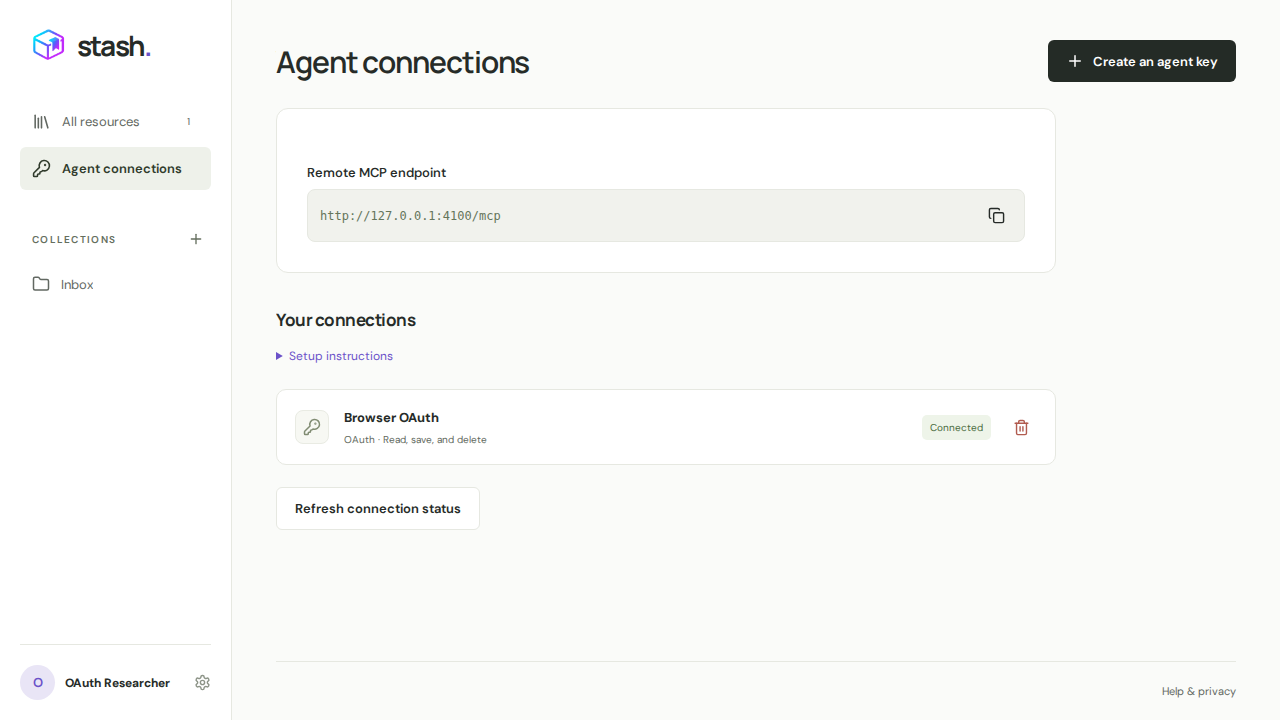 stash.
All resources 1
Agent connections
COLLECTIONS
Inbox
O OAuth Researcher
Agent connections
Create an agent key
Remote MCP endpoint
http://127.0.0.1:4100/mcp
Your connections
Setup instructions
Browser OAuth
OAuth · Read, save, and delete
Connected
Refresh connection status
Help & privacy